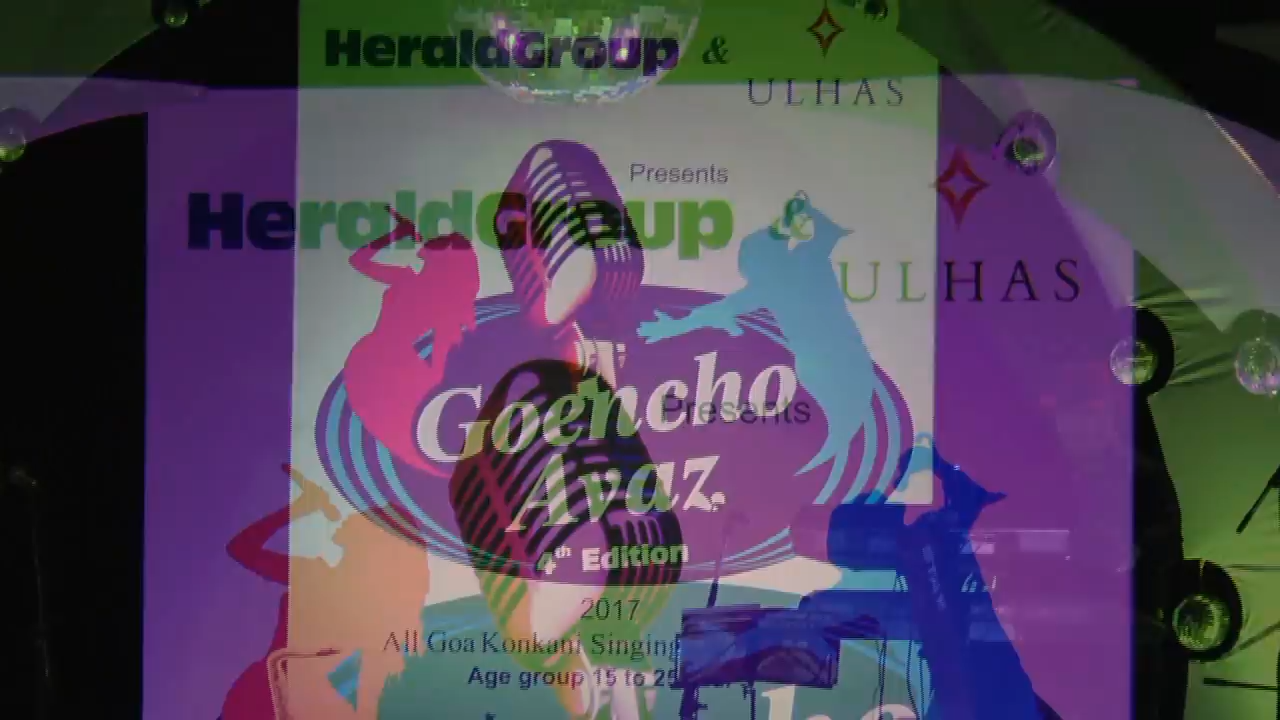 HeraldGroup &
ULHAS
Presents
HeraldGroup &
ULHAS
Goencho
Presents
Avaz
4th Edition
2017
All Goa Konkani Singing
Age group 15 to 25